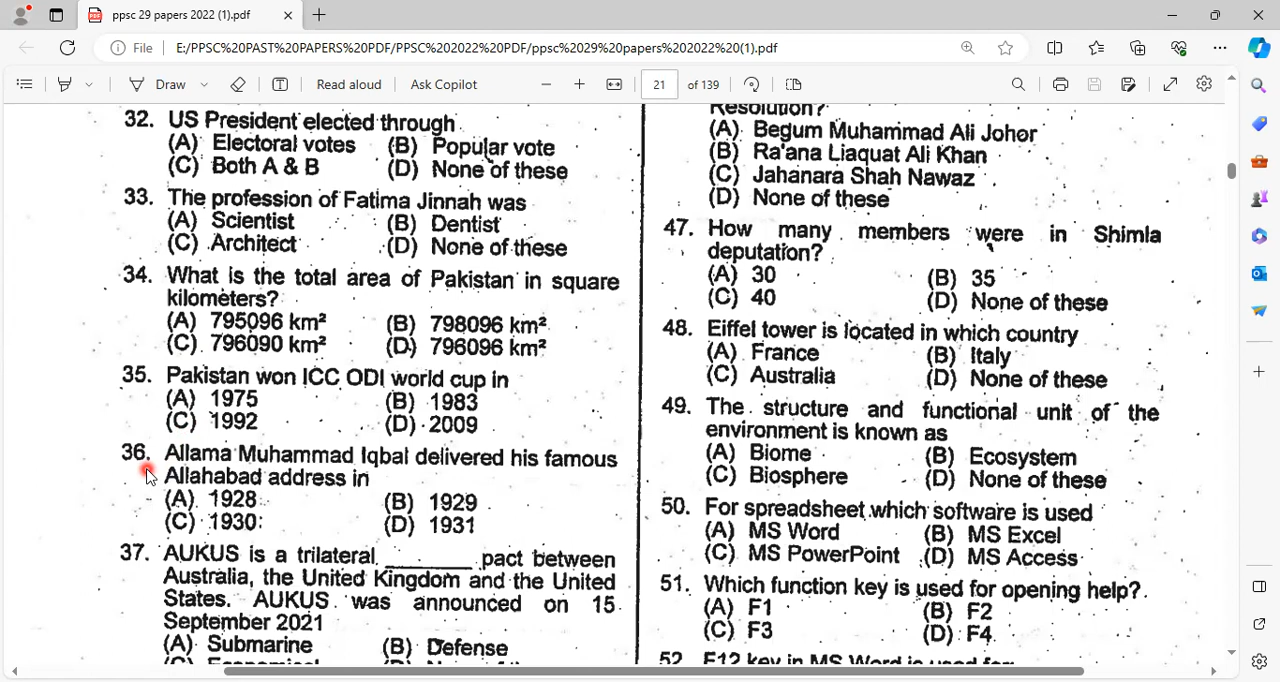 ppsc 29 papers 2022 (1).pdf
File
E:/PPSC%20PAST%20PAPERS%20PDF/PPSC%202022%20PDF/ppsc%2029%20papers%202022%20(1).pdf
Draw
Read aloud
Ask Copilot
21 of 139
32. US President elected through
(A) Electoral votes (B) Popular vote
(C) Both A & B (D) None of these
33. The profession of Fatima Jinnah was
(A) Scientist (B) Dentist
(C) Architect (D) None of these
34. What is the total area of Pakistan in square
kilometers?
(A) 795096 km² (B) 798096 km²
(C) 796090 km² (D) 796096 km²
35. Pakistan won ICC ODI world cup in
(A) 1975 (B) 1983
(C) 1992 (D) 2009
36. Allama Muhammad Iqbal delivered his famous
Allahabad address in
(A) 1928 (B) 1929
(C) 1930 (D) 1931
37. AUKUS is a trilateral ________ pact between
Australia, the United Kingdom and the United
States. AUKUS was announced on 15
September 2021
(A) Submarine (B) Defense
(C) Economical
Resolution?
(A) Begum Muhammad Ali Johor
(B) Ra'ana Liaquat Ali Khan
(C) Jahanara Shah Nawaz
(D) None of these
47. How many members were in Shimla
deputation?
(A) 30 (B) 35
(C) 40 (D) None of these
48. Eiffel tower is located in which country
(A) France (B) Italy
(C) Australia (D) None of these
49. The structure and functional unit of the
environment is known as
(A) Biome (B) Ecosystem
(C) Biosphere (D) None of these
50. For spreadsheet which software is used
(A) MS Word (B) MS Excel
(C) MS PowerPoint (D) MS Access
51. Which function key is used for opening help?
(A) F1 (B) F2
(C) F3 (D) F4
52. F12 key in MS Word is used for